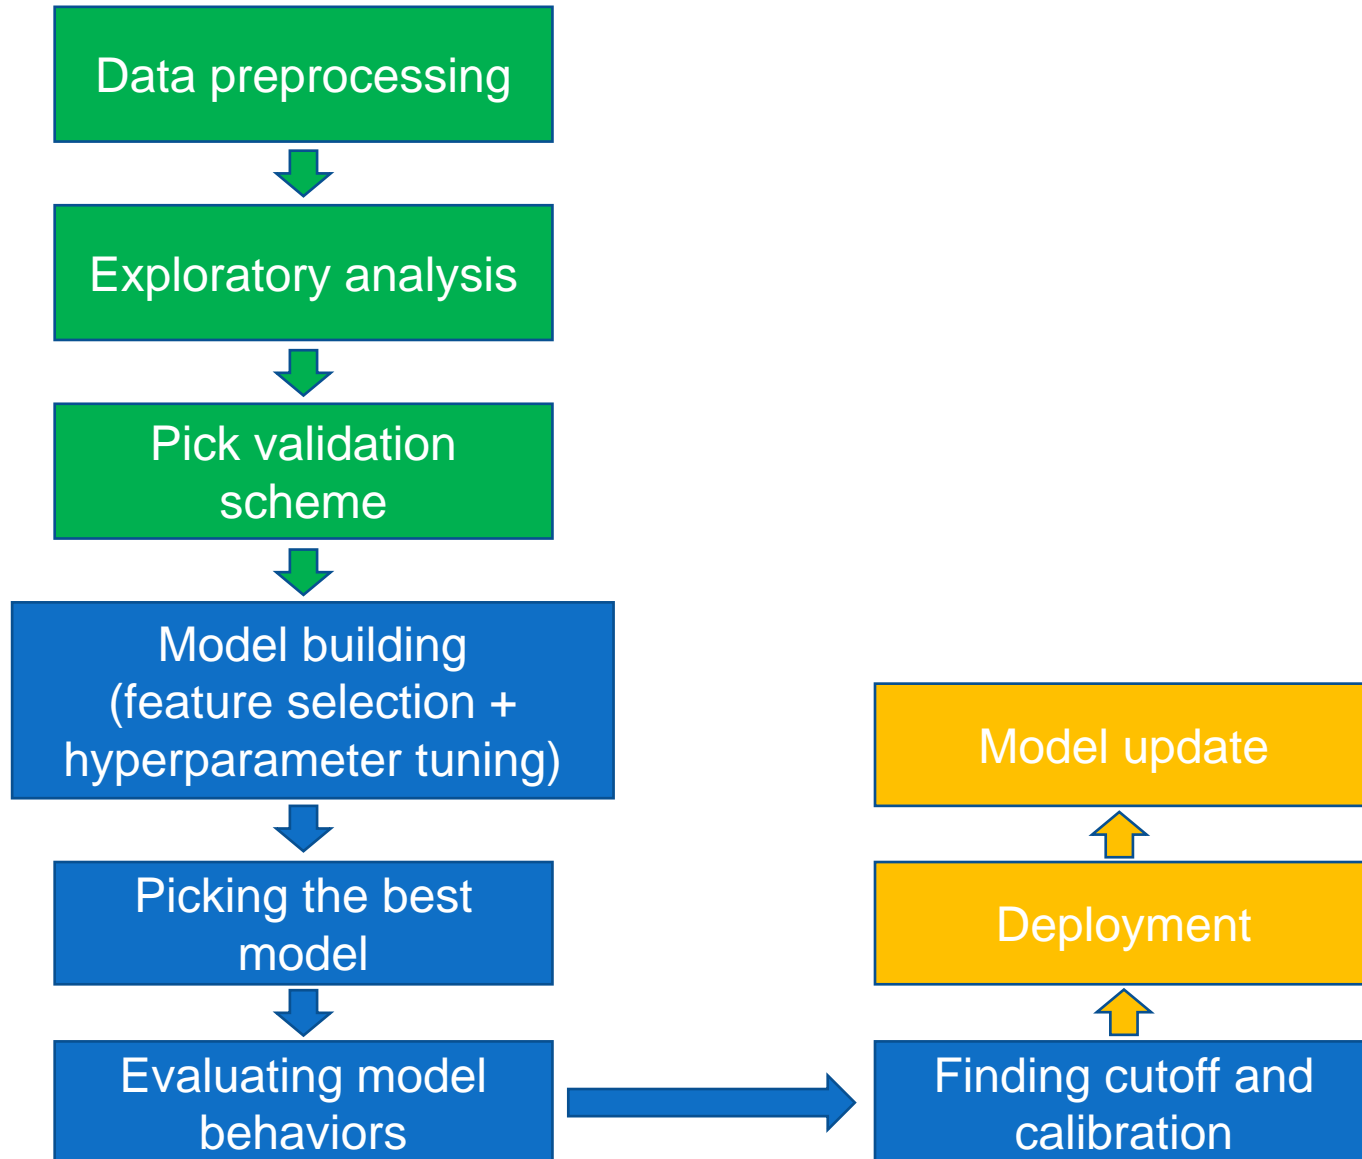 Data preprocessing
Exploratory analysis
Pick validation
scheme
Model building
(feature selection +
hyperparameter tuning)
Picking the best
model
Evaluating model
behaviors
Finding cutoff and
calibration
Deployment
Model update